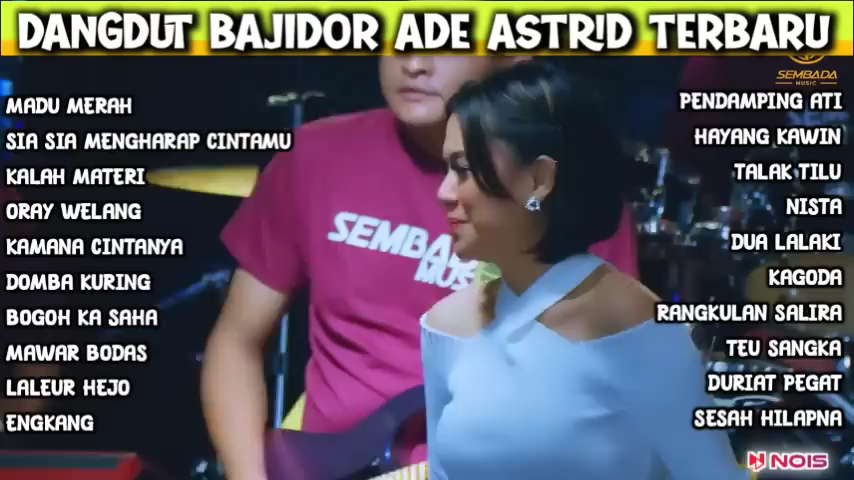 DANGDUT BAJIDOR ADE ASTRID TERBARU
SEMBADA
MUSIC
MADU MERAH
SIA SIA MENGHARAP CINTAMU
KALAH MATERI
ORAY WELANG
KAMANA CINTANYA
DOMBA KURING
BOGOH KA SAHA
MAWAR BODAS
LALEUR HEJO
ENGKANG
PENDAMPING ATI
HAYANG KAWIN
TALAK TILU
NISTA
DUA LALAKI
KAGODA
RANGKULAN SALIRA
TEU SANGKA
DURIAT PEGAT
SESAH HILAPNA
NOIS